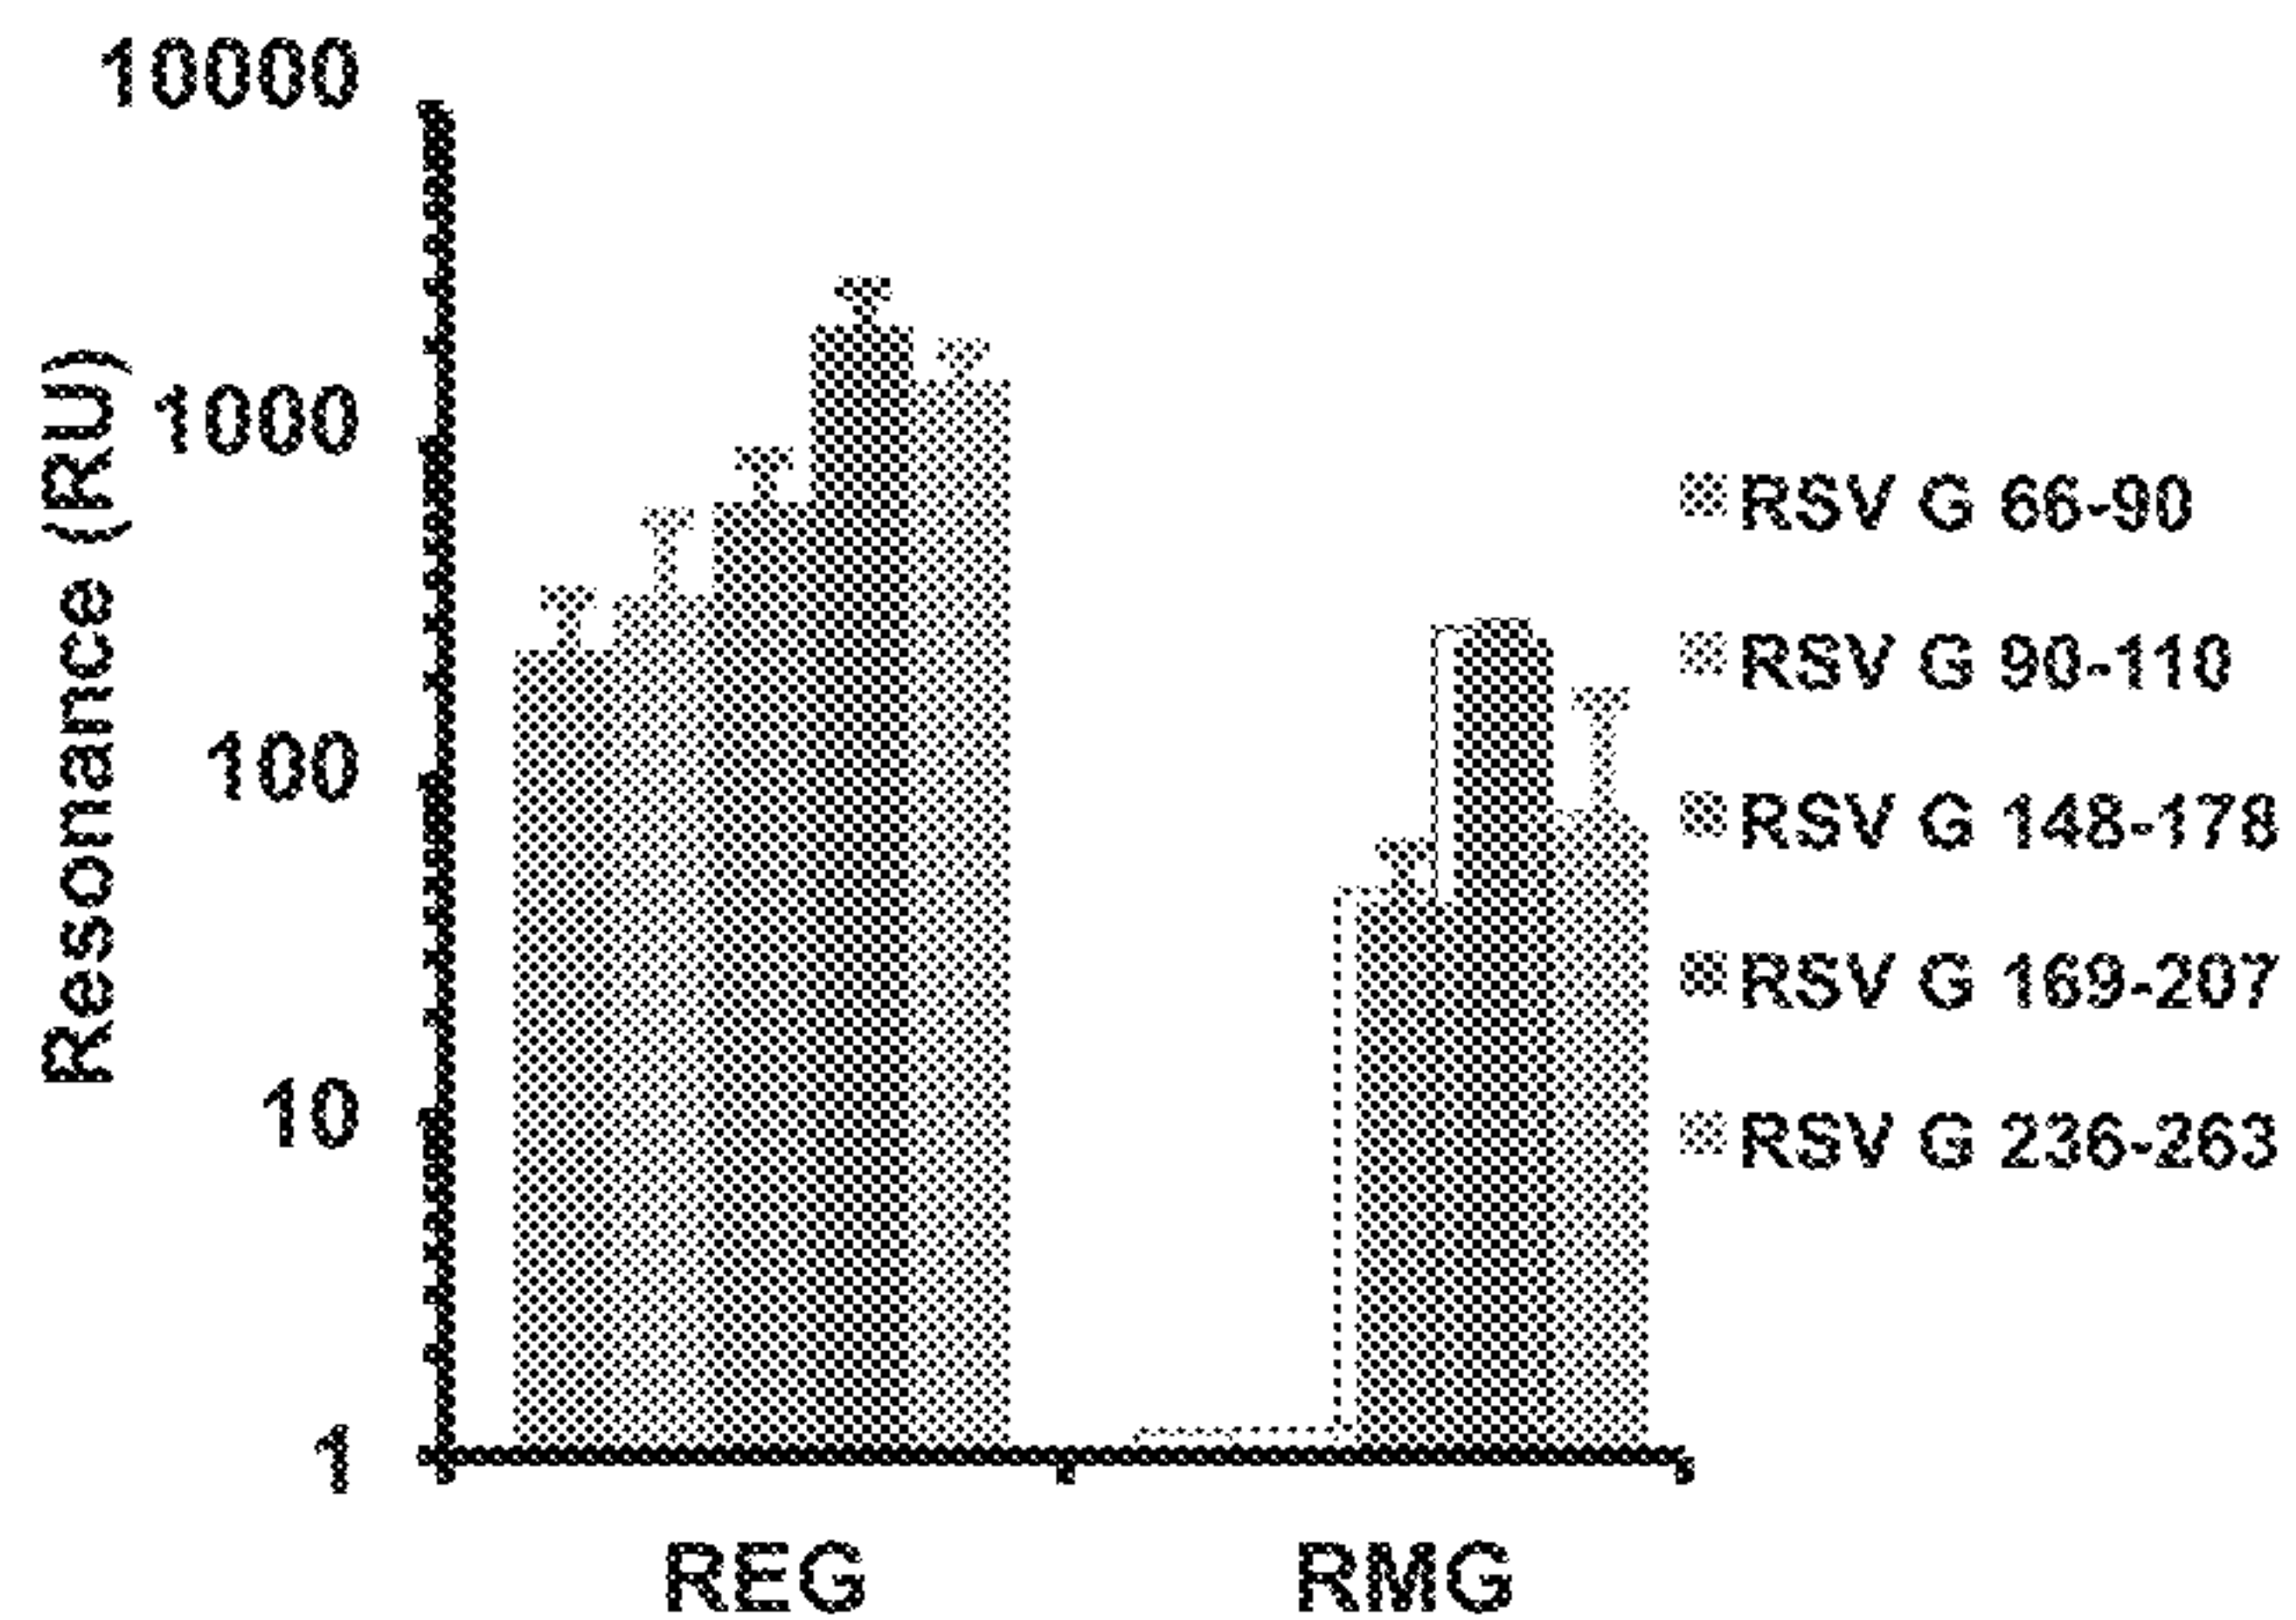 10000
1000
100
10
1
Resonance (RU)
REG
RMG
RSV G 66-90
RSV G 90-110
RSV G 148-178
RSV G 169-207
RSV G 236-263